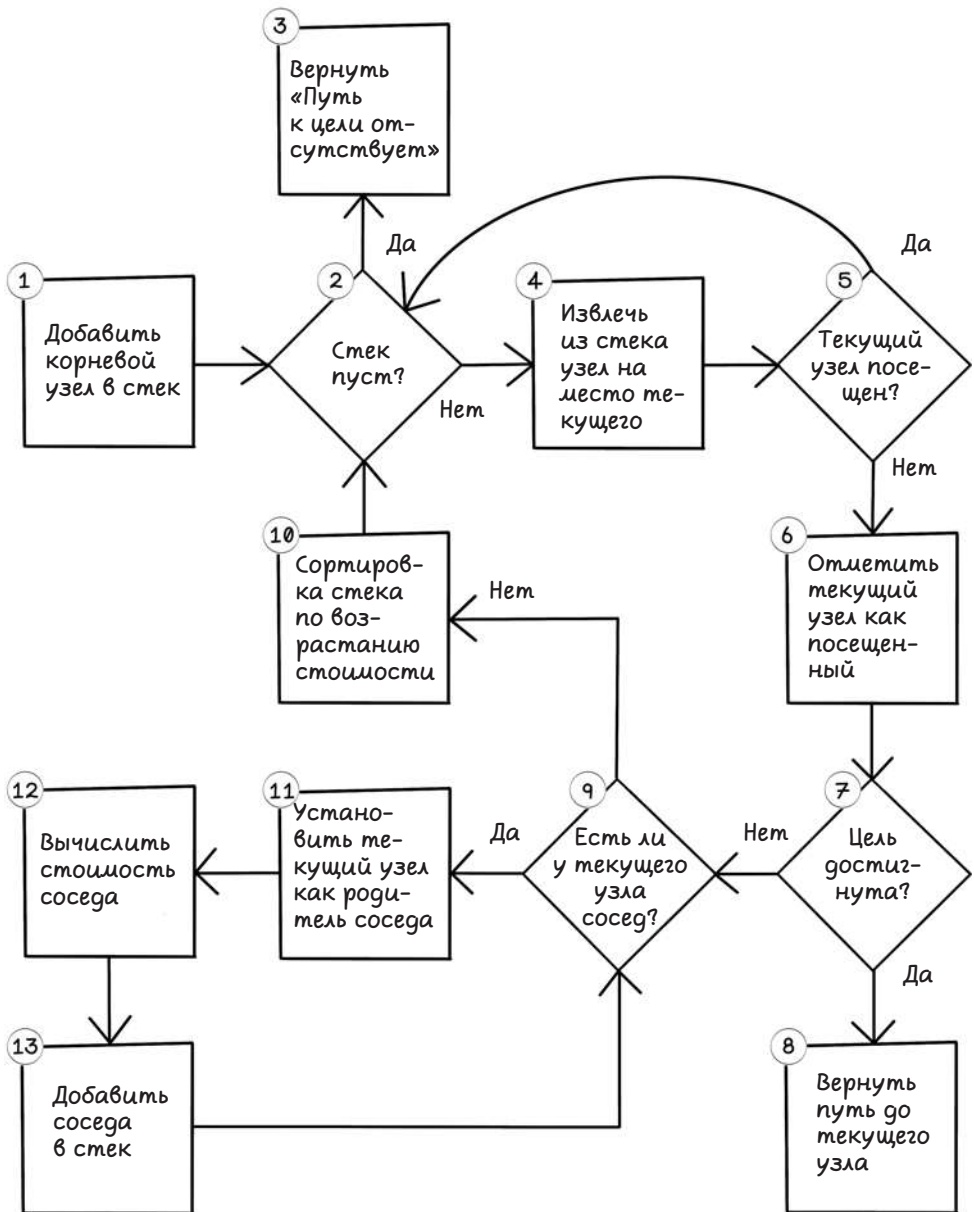 3
Вернуть
«Путь
к цели от-
сутствует»
Да
1
Добавить
корневой
узел в стек
2
Стек
пуст?
Нет
4
Извлечь
из стека
узел на
место те-
кущего
5
Да
Текущий
узел посе-
щен?
Нет
6
Отметить
текущий
узел как
посещен-
ный
10
Сортиров-
ка стека
по воз-
растанию
стоимости
Нет
7
Цель
достиг-
нута?
Нет
Да
8
Вернуть
путь до
текущего
узла
9
Есть ли
у текущего
узла
сосед?
Да
11
Устано-
вить те-
кущий узел
как роди-
тель соседа
12
Вычислить
стоимость
соседа
13
Добавить
соседа
в стек